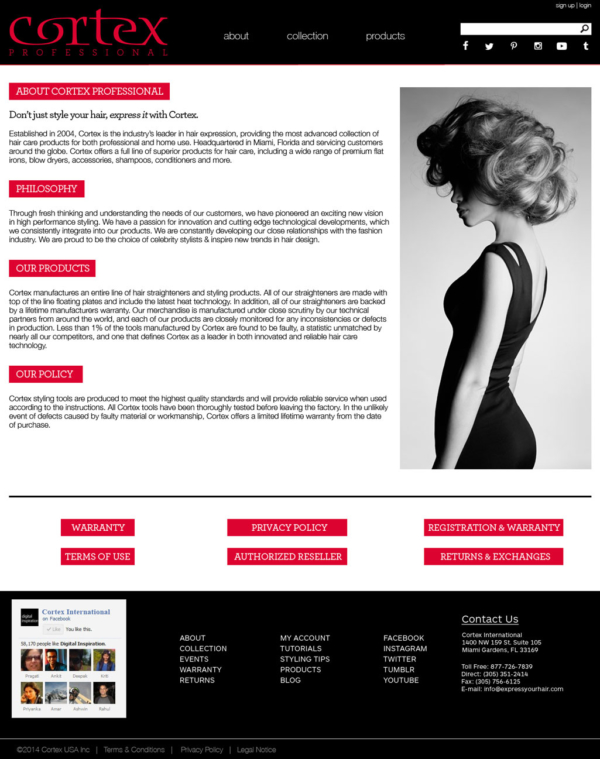 sign up | login
cortex
PROFESSIONAL
about collection products
ABOUT CORTEX PROFESSIONAL
Don't just style your hair, express it with Cortex.
Established in 2004, Cortex is the industry's leader in hair expression, providing the most advanced collection of
hair care products for both professional and home use. Headquartered in Miami, Florida and servicing customers
around the globe. Cortex offers a full line of superior products for hair care, including a wide range of premium flat
irons, blow dryers, accessories, shampoos, conditioners and more.
PHILOSOPHY
Through fresh thinking and understanding the needs of our customers, we have pioneered an exciting new vision
in high performance styling. We have a passion for innovation and cutting edge technological developments, which
we consistently integrate into our products. We are constantly developing our close relationships with the fashion
industry. We are proud to be the choice of celebrity stylists & inspire new trends in hair design.
OUR PRODUCTS
Cortex manufactures an entire line of hair straighteners and styling products. All of our straighteners are made with
top of the line floating plates and include the latest heat technology. In addition, all of our straighteners are backed
by a lifetime manufacturers warranty. Our merchandise is manufactured under close scrutiny by our technical
partners from around the world, and each of our products are closely monitored for any inconsistencies or defects
in production. Less than 1% of the tools manufactured by Cortex are found to be faulty, a statistic unmatched by
nearly all our competitors, and one that defines Cortex as a leader in both innovated and reliable hair care
technology.
OUR POLICY
Cortex styling tools are produced to meet the highest quality standards and will provide reliable service when used
according to the instructions. All Cortex tools have been thoroughly tested before leaving the factory. In the unlikely
event of defects caused by faulty material or workmanship, Cortex offers a limited lifetime warranty from the date
of purchase.
WARRANTY PRIVACY POLICY REGISTRATION & WARRANTY
TERMS OF USE AUTHORIZED RESELLER RETURNS & EXCHANGES
Cortex International
on Facebook
Like You like this.
people like Digital Inspiration.
Pragati Ankit Deepak Kriti
Priyanka Amar Ashwin Rahul
ABOUT
COLLECTION
EVENTS
WARRANTY
RETURNS
MY ACCOUNT
TUTORIALS
STYLING TIPS
PRODUCTS
BLOG
FACEBOOK
INSTAGRAM
TWITTER
TUMBLR
YOUTUBE
Contact Us
Cortex International
1400 NW 159 St. Suite 105
Miami Gardens, FL 33169
Toll Free: 877-726-7839
Direct: (305) 351-2414
Fax: (305) 756-6125
E-mail: info@expressyourhair.com
©2014 Cortex USA Inc | Terms & Conditions | Privacy Policy | Legal Notice